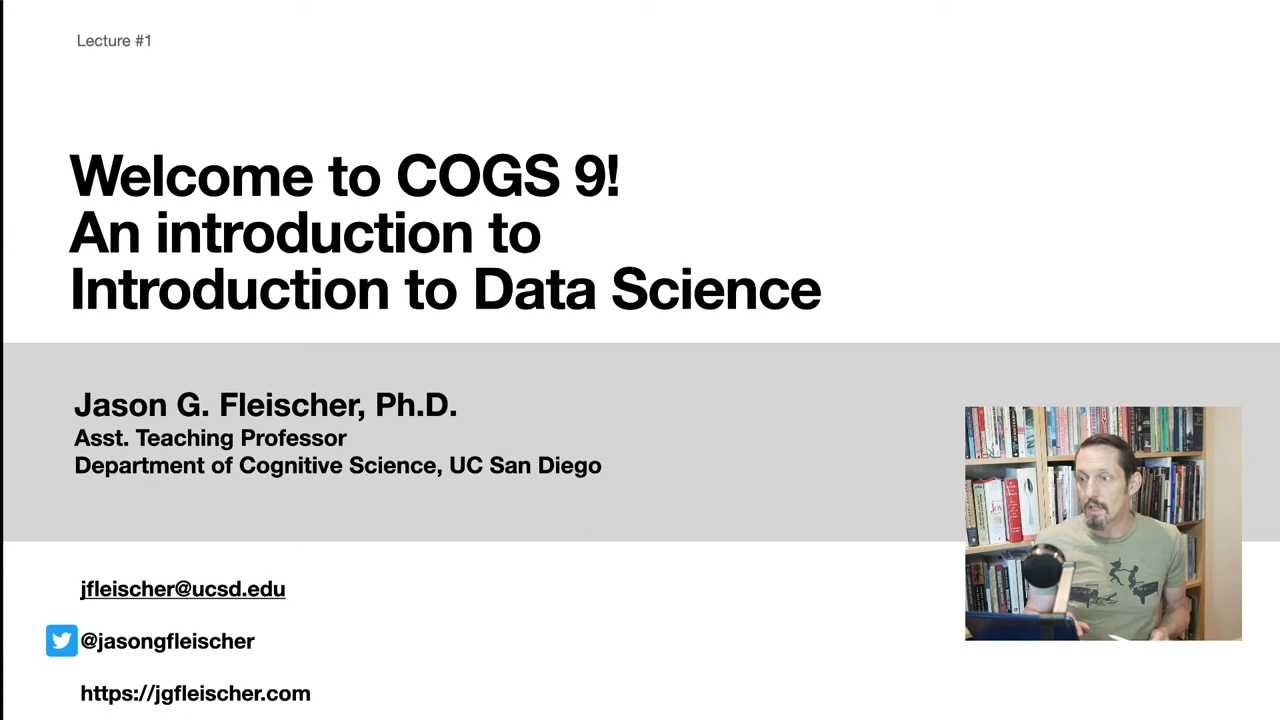 Lecture #1
Welcome to COGS 9!
An introduction to
Introduction to Data Science
Jason G. Fleischer, Ph.D.
Asst. Teaching Professor
Department of Cognitive Science, UC San Diego
jfleischer@ucsd.edu
@jasongfleischer
https://jgfleischer.com